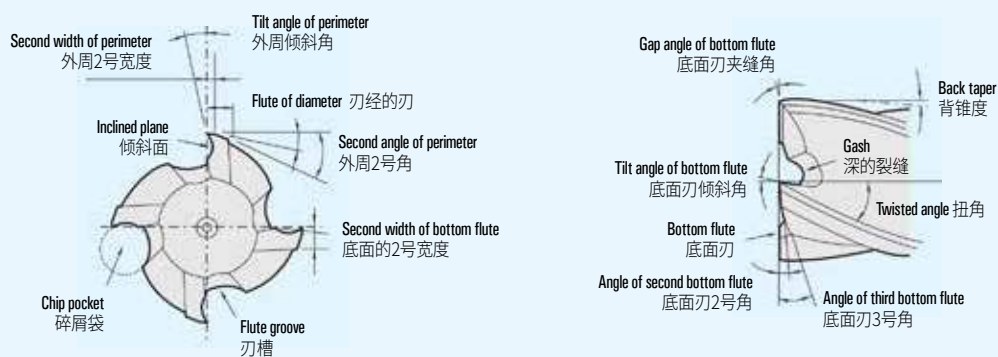 Tilt angle of perimeter
外周倾斜角
Second width of perimeter
外周2号宽度
Flute of diameter 刃经的刃
Inclined plane
倾斜面
Second angle of perimeter
外周2号角
Second width of bottom flute
底面的2号宽度
Chip pocket
碎屑袋
Flute groove
刃槽
Gap angle of bottom flute
底面刃夹缝角
Back taper
背锥度
Gash
深的裂缝
Tilt angle of bottom flute
底面刃倾斜角
Twisted angle 扭角
Bottom flute
底面刃
Angle of second bottom flute
底面刃2号角
Angle of third bottom flute
底面刃3号角